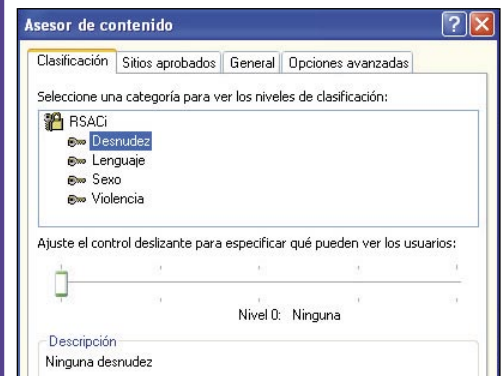 Asesor de contenido
Clasificación Sitios aprobados General Opciones avanzadas
Seleccione una categoría para ver los niveles de clasificación:
RSACi
Desnudez
Lenguaje
Sexo
Violencia
Ajuste el control deslizante para especificar qué pueden ver los usuarios:
Nivel 0: Ninguna
Descripción
Ninguna desnudez